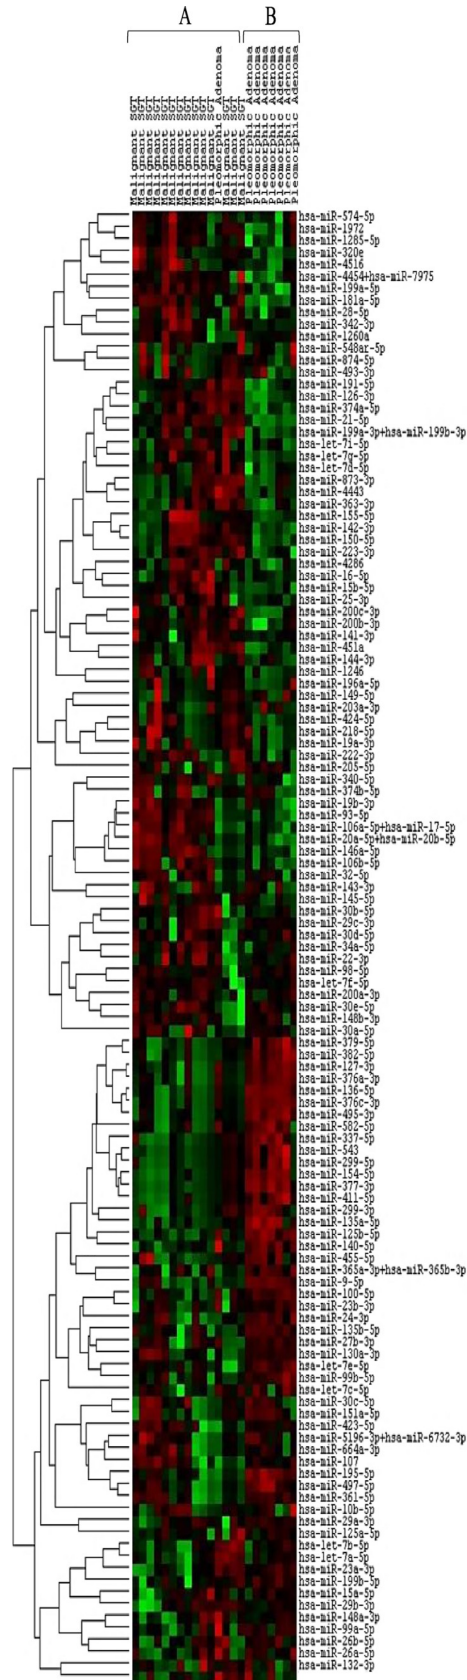 A
B
Malignant SGT
Malignant SGT
Malignant SGT
Malignant SGT
Malignant SGT
Malignant SGT
Malignant SGT
Malignant SGT
Malignant SGT
Malignant SGT
Malignant SGT
Pleomorphic Adenoma
Malignant SGT
Malignant SGT
Malignant SGT
Pleomorphic Adenoma
Pleomorphic Adenoma
Pleomorphic Adenoma
Pleomorphic Adenoma
Pleomorphic Adenoma
Pleomorphic Adenoma
Pleomorphic Adenoma
hsa-miR-574-5p
hsa-miR-1972
hsa-miR-1285-5p
hsa-miR-320e
hsa-miR-4516
hsa-miR-4454+hsa-miR-7975
hsa-miR-199a-5p
hsa-miR-181a-5p
hsa-miR-28-5p
hsa-miR-342-3p
hsa-miR-1260a
hsa-miR-548ar-5p
hsa-miR-874-5p
hsa-miR-493-3p
hsa-miR-191-5p
hsa-miR-126-3p
hsa-miR-374a-5p
hsa-miR-21-5p
hsa-miR-199a-3p+hsa-miR-199b-3p
hsa-let-7i-5p
hsa-let-7g-5p
hsa-let-7d-5p
hsa-miR-873-3p
hsa-miR-4443
hsa-miR-363-3p
hsa-miR-155-5p
hsa-miR-142-3p
hsa-miR-150-5p
hsa-miR-223-3p
hsa-miR-4286
hsa-miR-16-5p
hsa-miR-15b-5p
hsa-miR-25-3p
hsa-miR-200c-3p
hsa-miR-200b-3p
hsa-miR-141-3p
hsa-miR-451a
hsa-miR-144-3p
hsa-miR-1246
hsa-miR-196a-5p
hsa-miR-149-5p
hsa-miR-203a-3p
hsa-miR-424-5p
hsa-miR-218-5p
hsa-miR-19a-3p
hsa-miR-222-3p
hsa-miR-205-5p
hsa-miR-340-5p
hsa-miR-374b-5p
hsa-miR-19b-3p
hsa-miR-93-5p
hsa-miR-106a-5p+hsa-miR-17-5p
hsa-miR-20a-5p+hsa-miR-20b-5p
hsa-miR-146a-5p
hsa-miR-106b-5p
hsa-miR-32-5p
hsa-miR-143-3p
hsa-miR-145-5p
hsa-miR-30b-5p
hsa-miR-29c-3p
hsa-miR-30d-5p
hsa-miR-34a-5p
hsa-miR-22-3p
hsa-miR-98-5p
hsa-let-7f-5p
hsa-miR-200a-3p
hsa-miR-30e-5p
hsa-miR-148b-3p
hsa-miR-30a-5p
hsa-miR-379-5p
hsa-miR-382-5p
hsa-miR-127-3p
hsa-miR-376a-3p
hsa-miR-136-5p
hsa-miR-376c-3p
hsa-miR-495-3p
hsa-miR-582-5p
hsa-miR-337-5p
hsa-miR-543
hsa-miR-299-5p
hsa-miR-154-5p
hsa-miR-377-3p
hsa-miR-411-5p
hsa-miR-299-3p
hsa-miR-135a-5p
hsa-miR-125b-5p
hsa-miR-140-5p
hsa-miR-455-5p
hsa-miR-365a-3p+hsa-miR-365b-3p
hsa-miR-9-5p
hsa-miR-100-5p
hsa-miR-23b-3p
hsa-miR-24-3p
hsa-miR-135b-5p
hsa-miR-27b-3p
hsa-miR-130a-3p
hsa-let-7e-5p
hsa-miR-99b-5p
hsa-let-7c-5p
hsa-miR-30c-5p
hsa-miR-151a-5p
hsa-miR-423-5p
hsa-miR-5196-3p+hsa-miR-6732-3p
hsa-miR-664a-3p
hsa-miR-107
hsa-miR-195-5p
hsa-miR-497-5p
hsa-miR-361-5p
hsa-miR-10b-5p
hsa-miR-29a-3p
hsa-miR-125a-5p
hsa-let-7b-5p
hsa-let-7a-5p
hsa-miR-23a-3p
hsa-miR-199b-5p
hsa-miR-15a-5p
hsa-miR-29b-3p
hsa-miR-148a-3p
hsa-miR-99a-5p
hsa-miR-26b-5p
hsa-miR-26a-5p
hsa-miR-132-3p